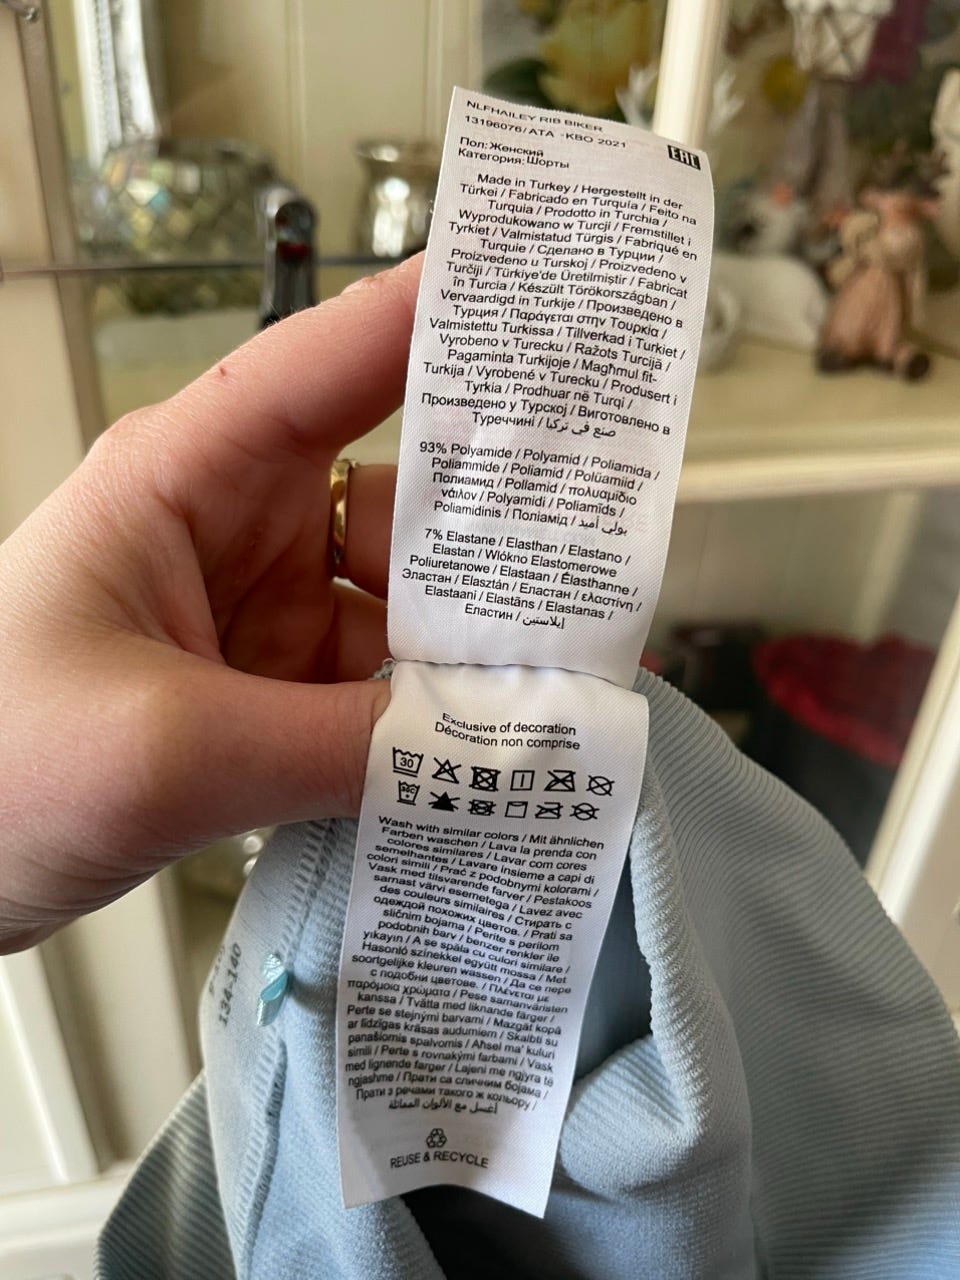 NLFHAILEY RIB BIKER
13196076/ATA -KBO 2021
EAC
Пол: Женский
Категория: Шорты
Made in Turkey / Hergestellt in der
Türkei / Fabricado en Turquía / Feito na
Turquia / Prodotto in Turchia /
Wyprodukowano w Turcji / Fremstillet i
Tyrkiet / Valmistatud Türgis / Fabriqué en
Turquie / Сделано в Турции /
Proizvedeno u Turskoj / Proizvedeno v
Turčiji / Türkiye'de Üretilmiştir / Fabricat
în Turcia / Készült Törökországban /
Vervaardigd in Turkije / Произведено в
Турция / Παράγεται στην Τουρκία /
Valmistettu Turkissa / Tillverkad i Turkiet /
Vyrobeno v Turecku / Ražots Turcijā /
Pagaminta Turkijoje / Magħmul fit-
Turkija / Vyrobené v Turecku / Produsert i
Tyrkia / Prodhuar në Turqi /
Произведено у Турској / Виготовлено в
Туреччині / صنع في تركيا
93% Polyamide / Polyamid / Poliamida /
Poliammide / Poliamid / Polüamiid /
Полиамид / Poliamid / πολυαμίδιο
νάιλον / Polyamidi / Poliamīds /
Poliamidinis / Поліамід / بولي أميد
7% Elastane / Elasthan / Elastano /
Elastan / Włókno Elastomerowe
Poliuretanowe / Elastaan / Élasthanne /
Эластан / Elasztán / Еластан / ελαστίνη /
Elastaani / Elastāns / Elastanas /
Еластин / إيلاستين
Exclusive of decoration
Décoration non comprise
30
Wash with similar colors / Mit ähnlichen
Farben waschen / Lava la prenda con
colores similares / Lavar com cores
semelhantes / Lavare insieme a capi di
colori simili / Prać z podobnymi kolorami /
Vask med tilsvarende farver / Pestakoos
samast värvi esemetega / Lavez avec
des couleurs similaires / Стирать с
одеждой похожих цветов. / Prati sa
sličnim bojama / Perite s perilom
podobnih barv / benzer renkler ile
yıkayın / A se spăla cu culori similare /
Hasonló színekkel együtt mossa / Met
soortgelijke kleuren wassen / Да се пере
с подобни цветове. / Πλένεται με
παρόμοια χρώματα / Pese samanväristen
kanssa / Tvätta med liknande färger /
Perte se stejnými barvami / Mazgāt kopā
ar līdzīgas krāsas audumiem / Skalbti su
panašiomis spalvomis / Aħsel ma' kuluri
simili / Perte s rovnakými farbami / Vask
med lignende farger / Lajeni me ngjyra të
ngjashme / Прати са сличним бојама /
Прати з речами такого ж кольору /
أغسل مع الألوان المماثلة
REUSE & RECYCLE
134-140